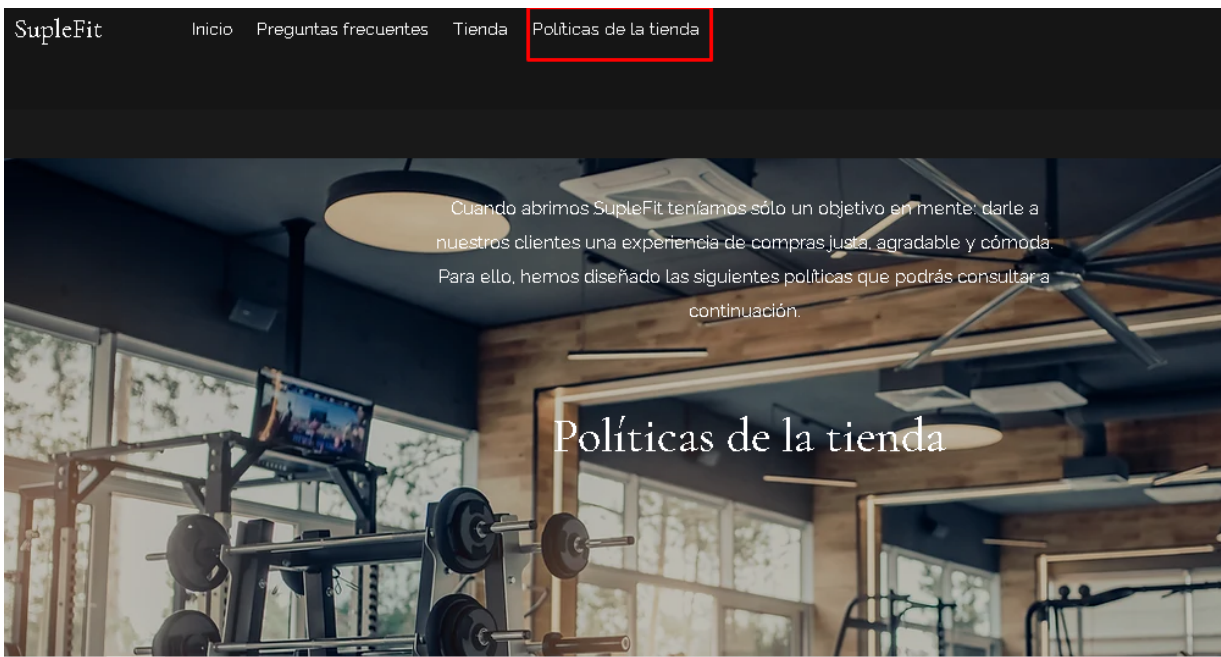 SupleFit
Inicio Preguntas frecuentes Tienda Políticas de la tienda
Cuando abrimos SupleFit teníamos sólo un objetivo en mente: darle a
nuestros clientes una experiencia de compras justa, agradable y cómoda.
Para ello, hemos diseñado las siguientes políticas que podrás consultar a
continuación.
Políticas de la tienda